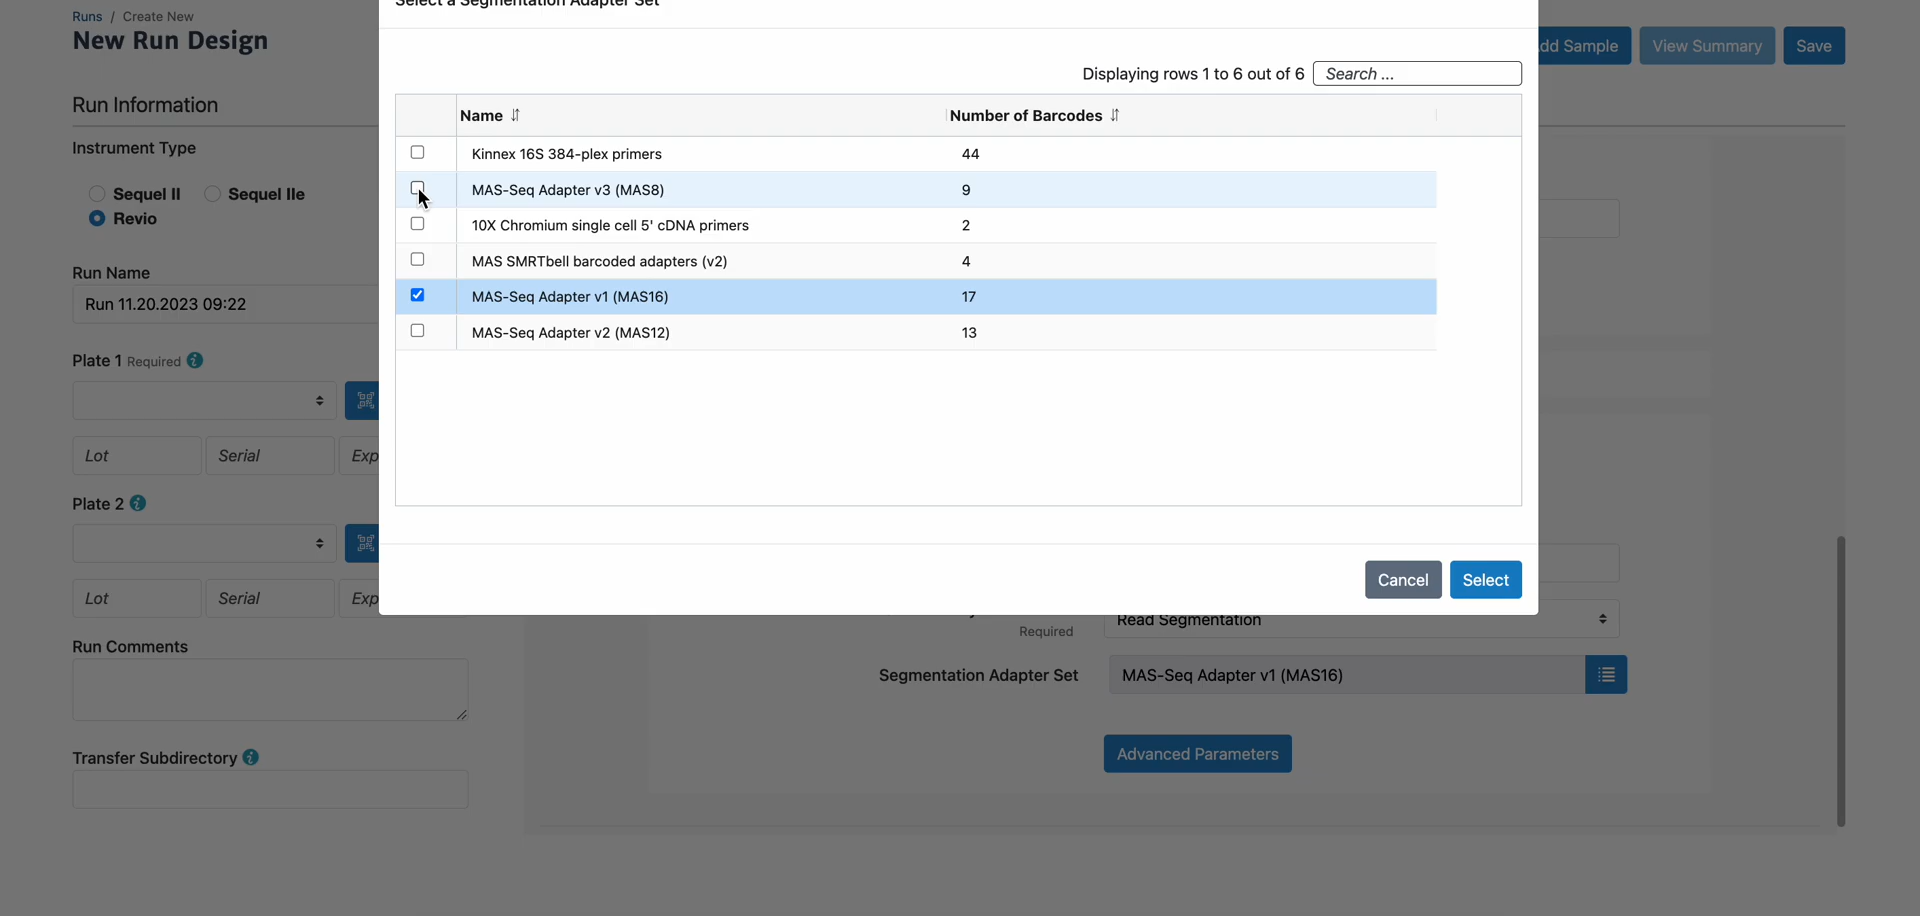 Runs / Create New
New Run Design
Select a Segmentation Adapter Set
dd Sample
View Summary
Save
Run Information
Displaying rows 1 to 6 out of 6
Search ...
Name
Number of Barcodes
Instrument Type
Kinnex 16S 384-plex primers 44
Sequel II
Sequel IIe
MAS-Seq Adapter v3 (MAS8) 9
Revio
10X Chromium single cell 5' cDNA primers 2
MAS SMRTbell barcoded adapters (v2) 4
Run Name
Run 11.20.2023 09:22
MAS-Seq Adapter v1 (MAS16) 17
MAS-Seq Adapter v2 (MAS12) 13
Plate 1 Required
Lot
Serial
Exp
Plate 2
Cancel
Select
Lot
Serial
Exp
Required
Read Segmentation
Run Comments
Segmentation Adapter Set
MAS-Seq Adapter v1 (MAS16)
Advanced Parameters
Transfer Subdirectory